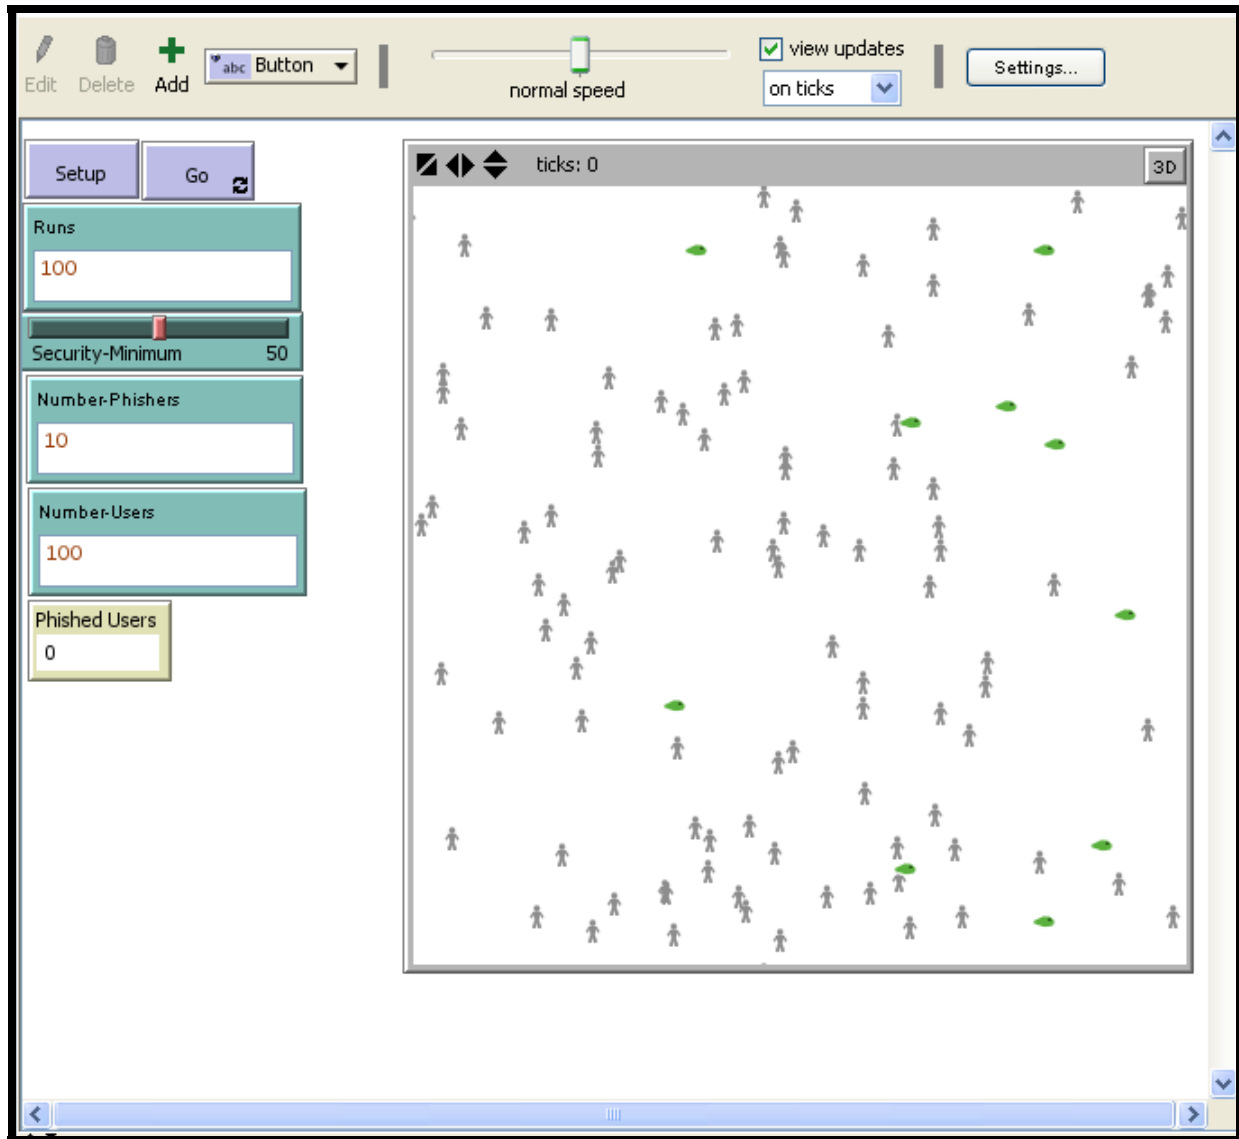 Edit Delete Add abc Button
normal speed
view updates
on ticks
Settings...
Setup Go
ticks: 0
3D
Runs
100
Security-Minimum 50
Number-Phishers
10
Number-Users
100
Phished Users
0